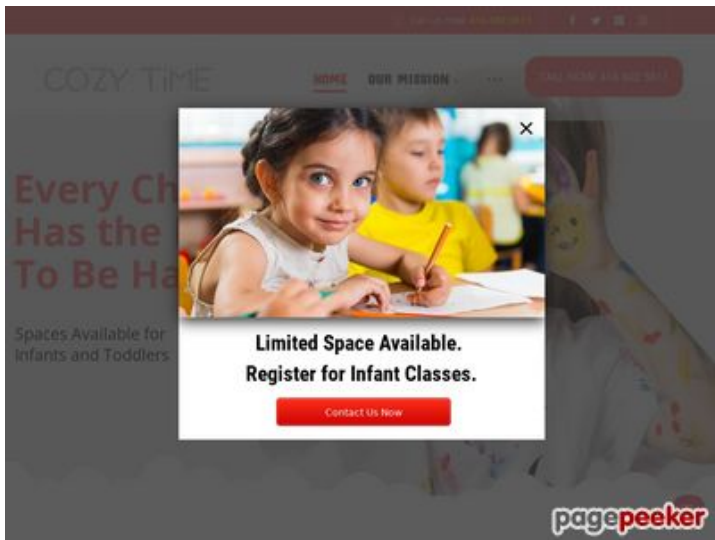 COZY TiME
HOME
OUR MISSION
Every Ch
Has the
To Be Ha
Spaces Available for
Infants and Toddlers
Limited Space Available.
Register for Infant Classes.
Contact Us Now
pagepeeker